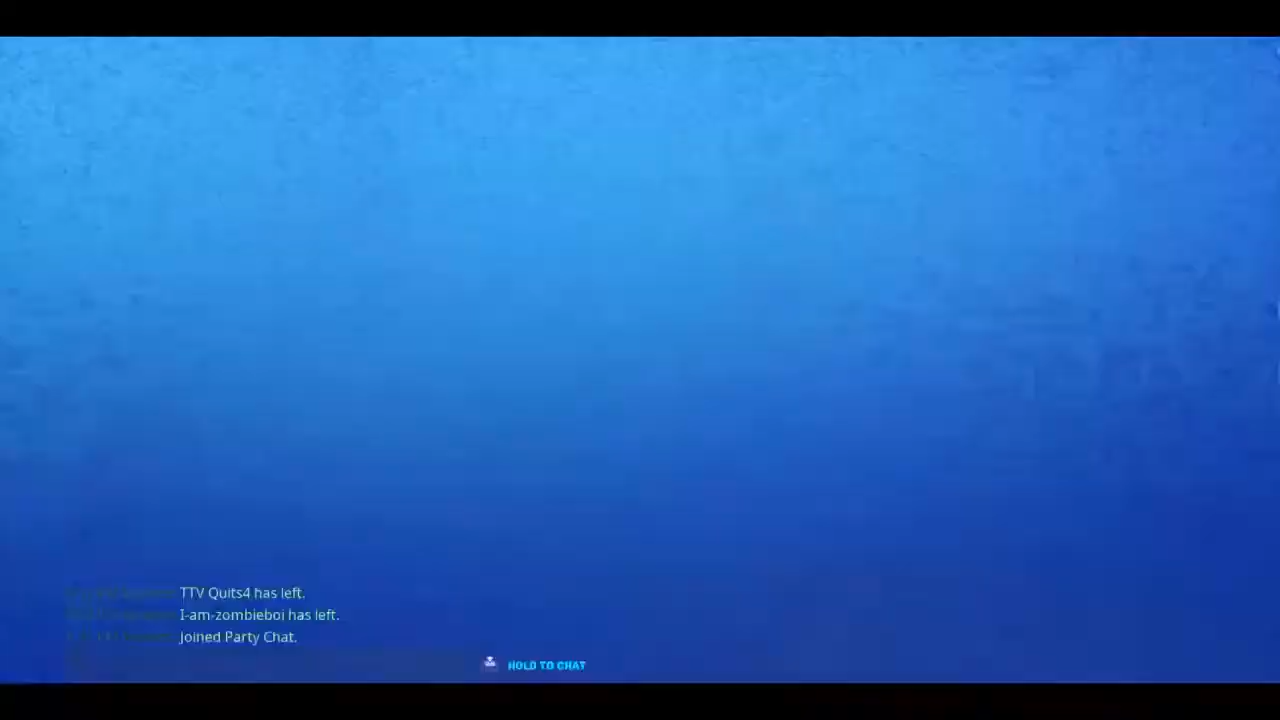 TTV Quits4 has left.
I-am-zombieboi has left.
Joined Party Chat.
HOLD TO CHAT